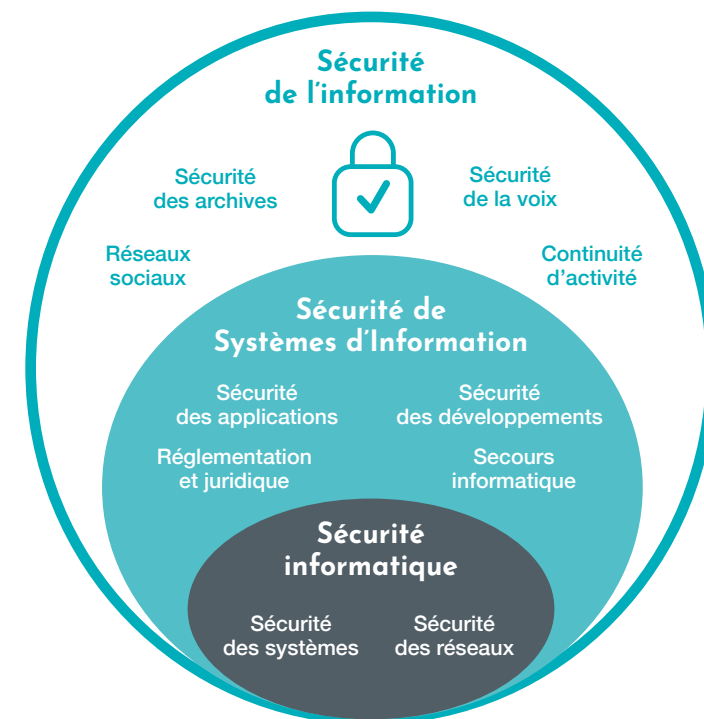 Sécurité
de l'information
Sécurité
des archives
Sécurité
de la voix
Réseaux
sociaux
Continuité
d'activité
Sécurité de
Systèmes d'Information
Sécurité
des applications
Sécurité
des développements
Réglementation
et juridique
Secours
informatique
Sécurité
informatique
Sécurité
des systèmes
Sécurité
des réseaux